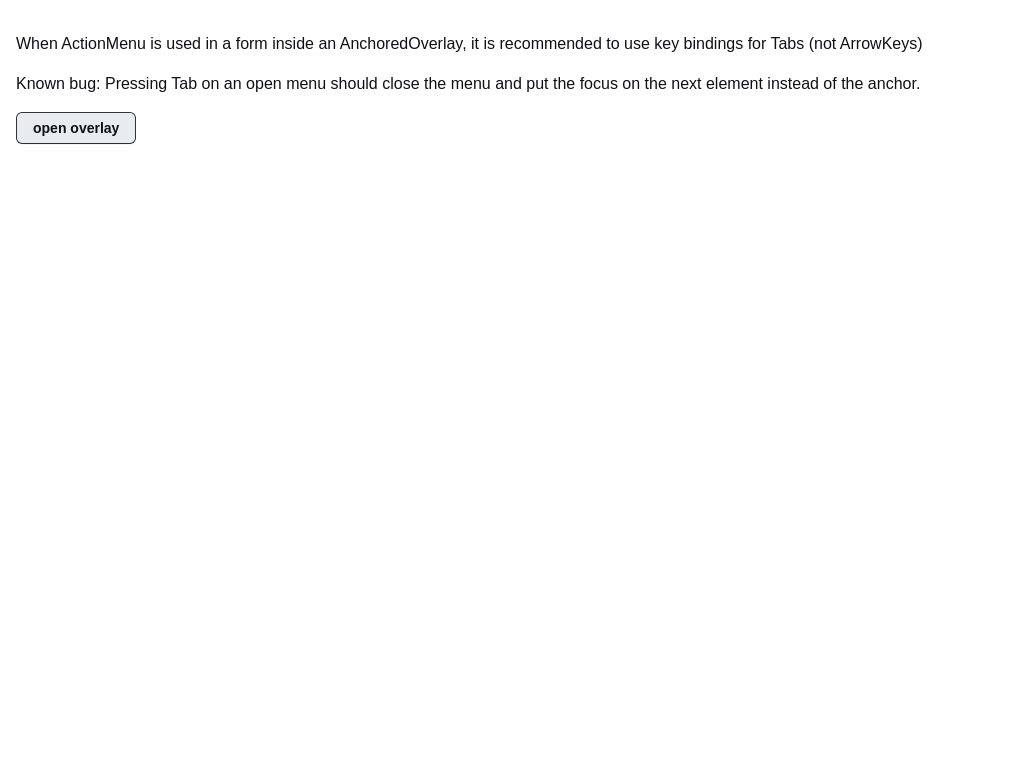 When ActionMenu is used in a form inside an AnchoredOverlay, it is recommended to use key bindings for Tabs (not ArrowKeys)
Known bug: Pressing Tab on an open menu should close the menu and put the focus on the next element instead of the anchor.
open overlay